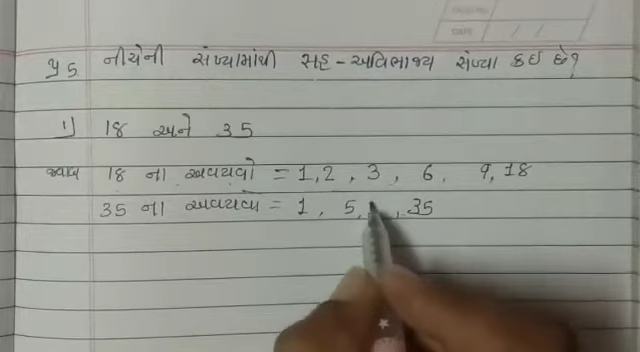 પ્ર 5 નીચેની સંખ્યામાંથી સહ-અવિભાજ્ય સંખ્યા કઇ છે?
1) 18 અને 35
જવાબ 18 ના અવયવો = 1, 2, 3, 6, 9, 18
35 ના અવયવો = 1, 5, , 35